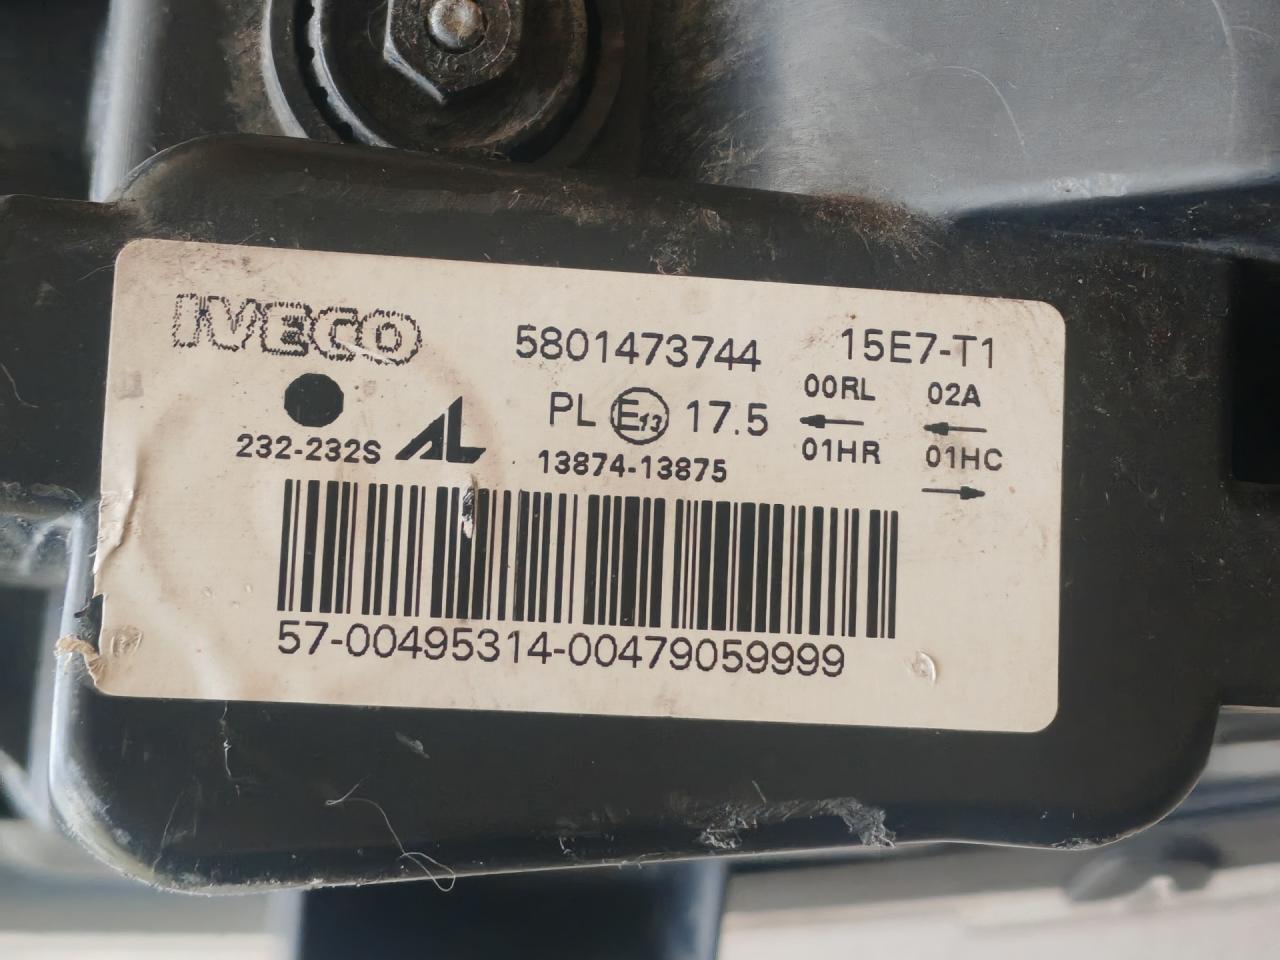 IVECO 5801473744 15E7-T1
00RL 02A
PL E13 17.5
232-232S AL 13874-13875 01HR 01HC
57-00495314-00479059999